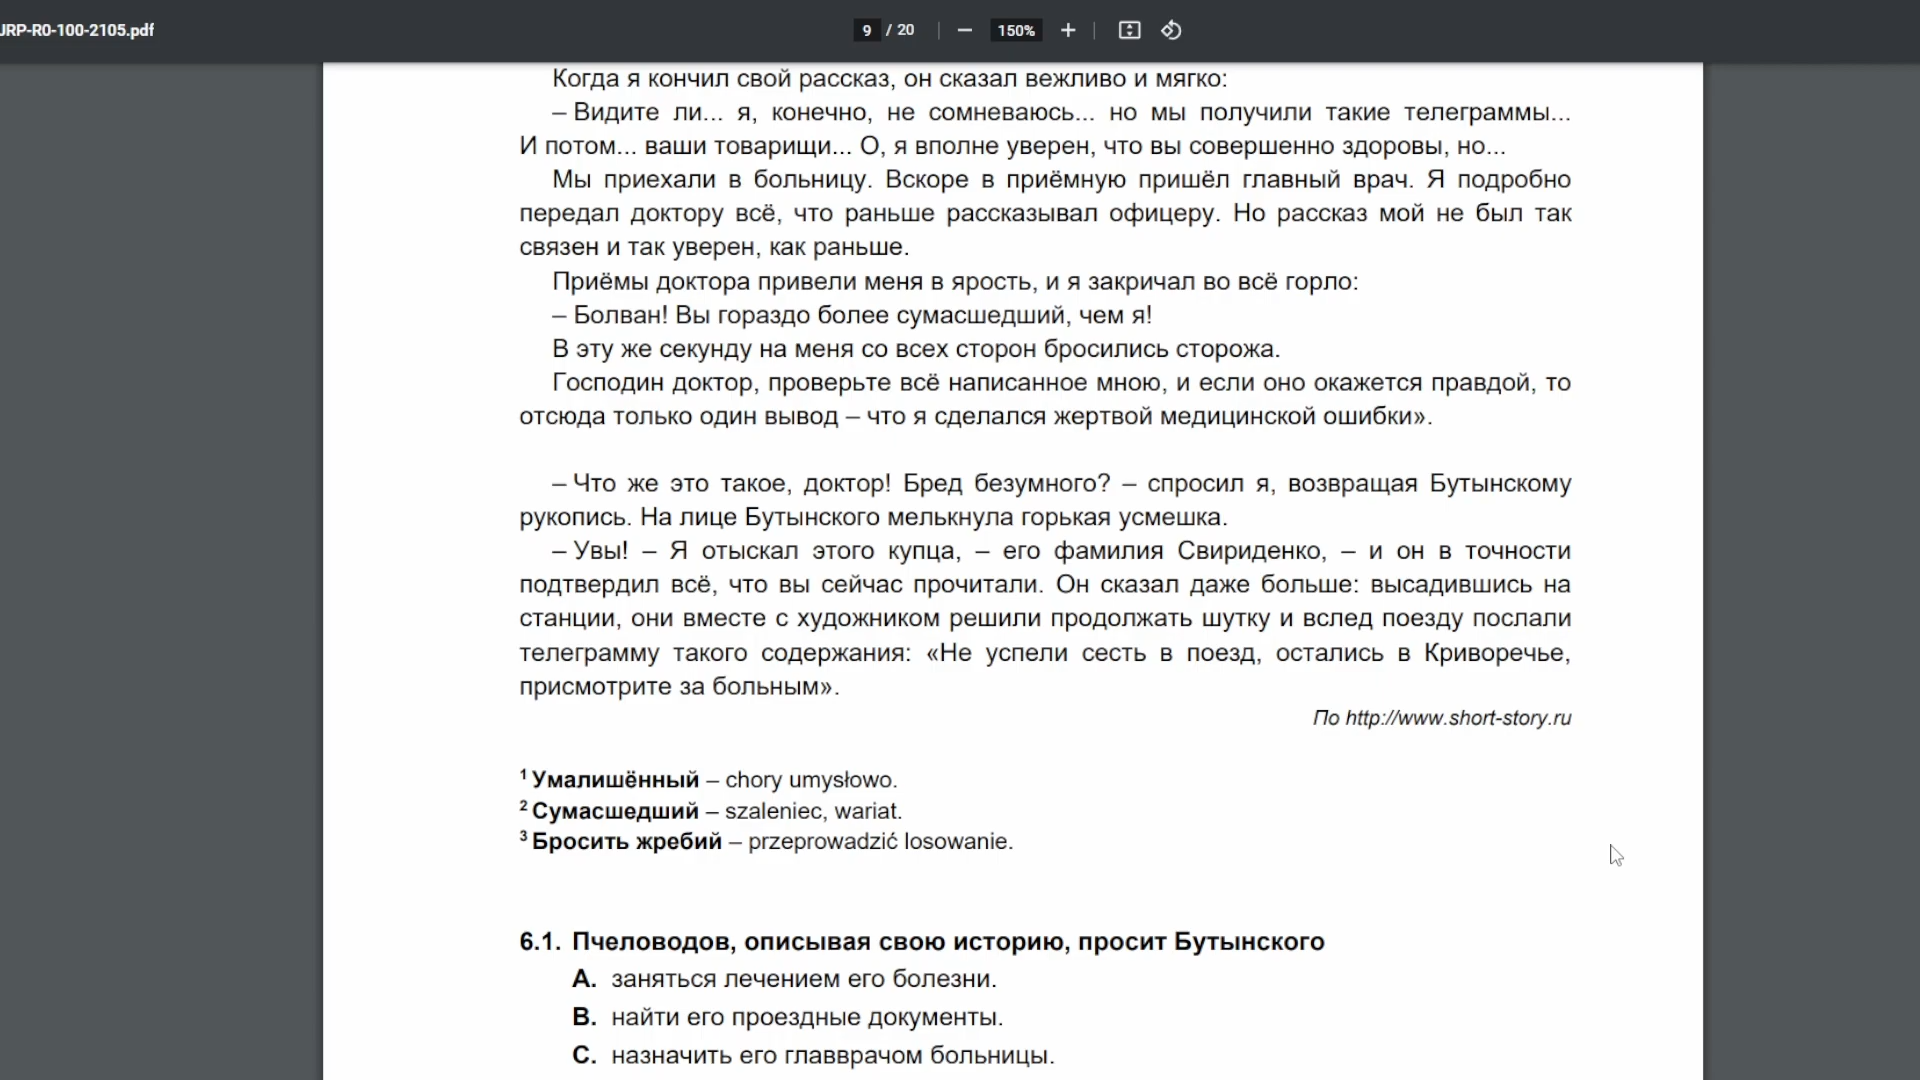 JRP-R0-100-2105.pdf
9 / 20
150%
Когда я кончил свой рассказ, он сказал вежливо и мягко:
– Видите ли... я, конечно, не сомневаюсь... но мы получили такие телеграммы...
И потом... ваши товарищи... О, я вполне уверен, что вы совершенно здоровы, но...
Мы приехали в больницу. Вскоре в приёмную пришёл главный врач. Я подробно
передал доктору всё, что раньше рассказывал офицеру. Но рассказ мой не был так
связен и так уверен, как раньше.
Приёмы доктора привели меня в ярость, и я закричал во всё горло:
– Болван! Вы гораздо более сумасшедший, чем я!
В эту же секунду на меня со всех сторон бросились сторожа.
Господин доктор, проверьте всё написанное мною, и если оно окажется правдой, то
отсюда только один вывод – что я сделался жертвой медицинской ошибки».
– Что же это такое, доктор! Бред безумного? – спросил я, возвращая Бутынскому
рукопись. На лице Бутынского мелькнула горькая усмешка.
– Увы! – Я отыскал этого купца, – его фамилия Свириденко, – и он в точности
подтвердил всё, что вы сейчас прочитали. Он сказал даже больше: высадившись на
станции, они вместе с художником решили продолжать шутку и вслед поезду послали
телеграмму такого содержания: «Не успели сесть в поезд, остались в Криворечье,
присмотрите за больным».
По http://www.short-story.ru
¹ Умалишённый – chory umysłowo.
² Сумасшедший – szaleniec, wariat.
³ Бросить жребий – przeprowadzić losowanie.
6.1. Пчеловодов, описывая свою историю, просит Бутынского
A. заняться лечением его болезни.
B. найти его проездные документы.
C. назначить его главврачом больницы.